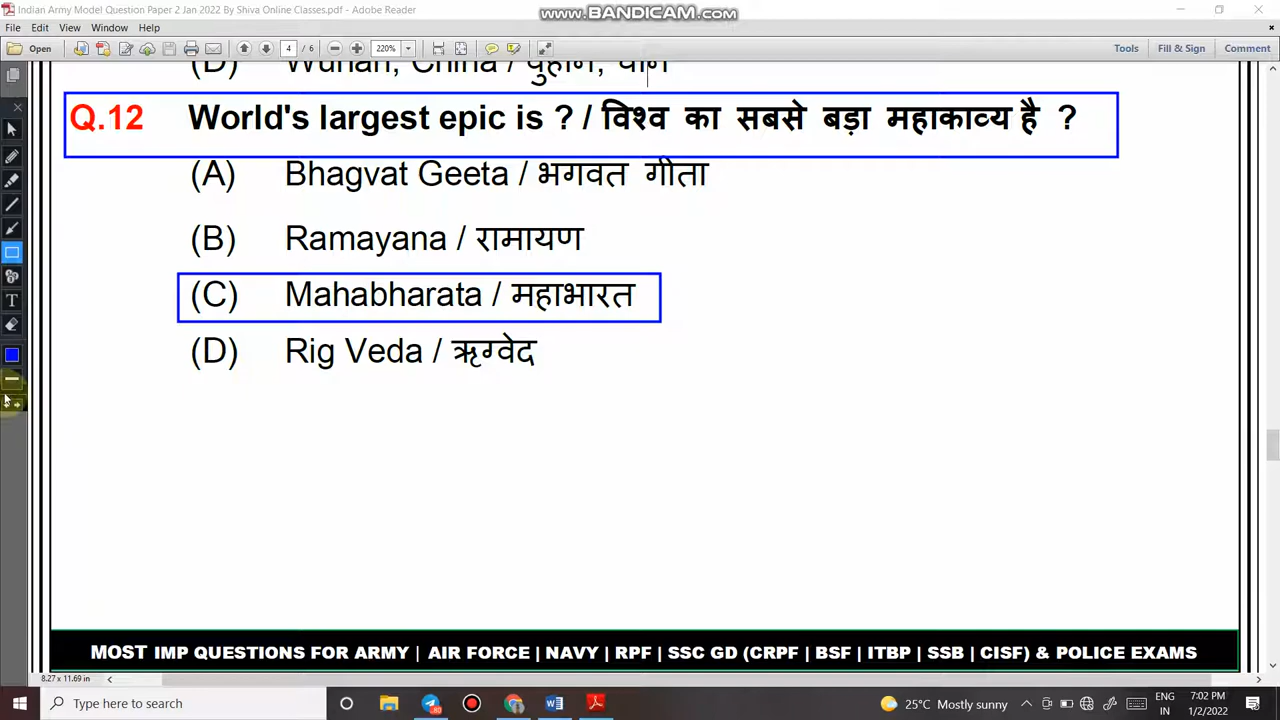 Indian Army Model Question Paper 2 Jan 2022 By Shiva Online Classes.pdf - Adobe Reader
WWW.BANDICAM.COM
File Edit View Window Help
Open 4 / 6 220% Tools Fill & Sign Comment
(D) Wuhan, China / वुहान, चीन
Q.12 World's largest epic is ? / विश्व का सबसे बड़ा महाकाव्य है ?
(A) Bhagvat Geeta / भगवत गीता
(B) Ramayana / रामायण
(C) Mahabharata / महाभारत
(D) Rig Veda / ऋग्वेद
MOST IMP QUESTIONS FOR ARMY | AIR FORCE | NAVY | RPF | SSC GD (CRPF | BSF | ITBP | SSB | CISF) & POLICE EXAMS
8.27 x 11.69 in
Type here to search 25°C Mostly sunny ENG IN 7:02 PM 1/2/2022